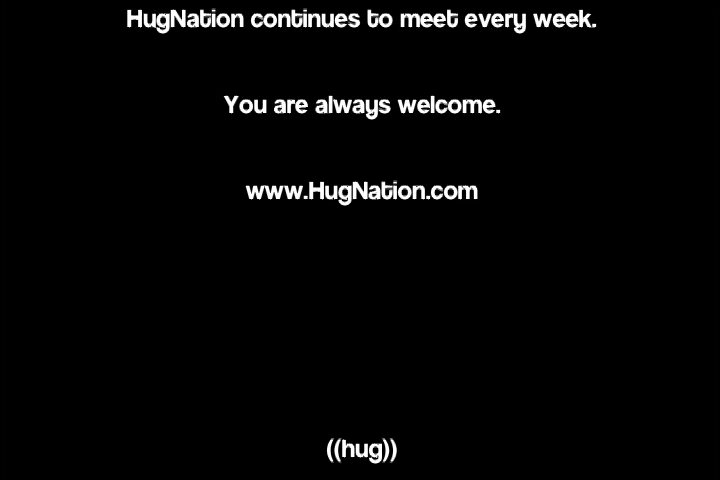 HugNation continues to meet every week.
You are always welcome.
www.HugNation.com
((hug))